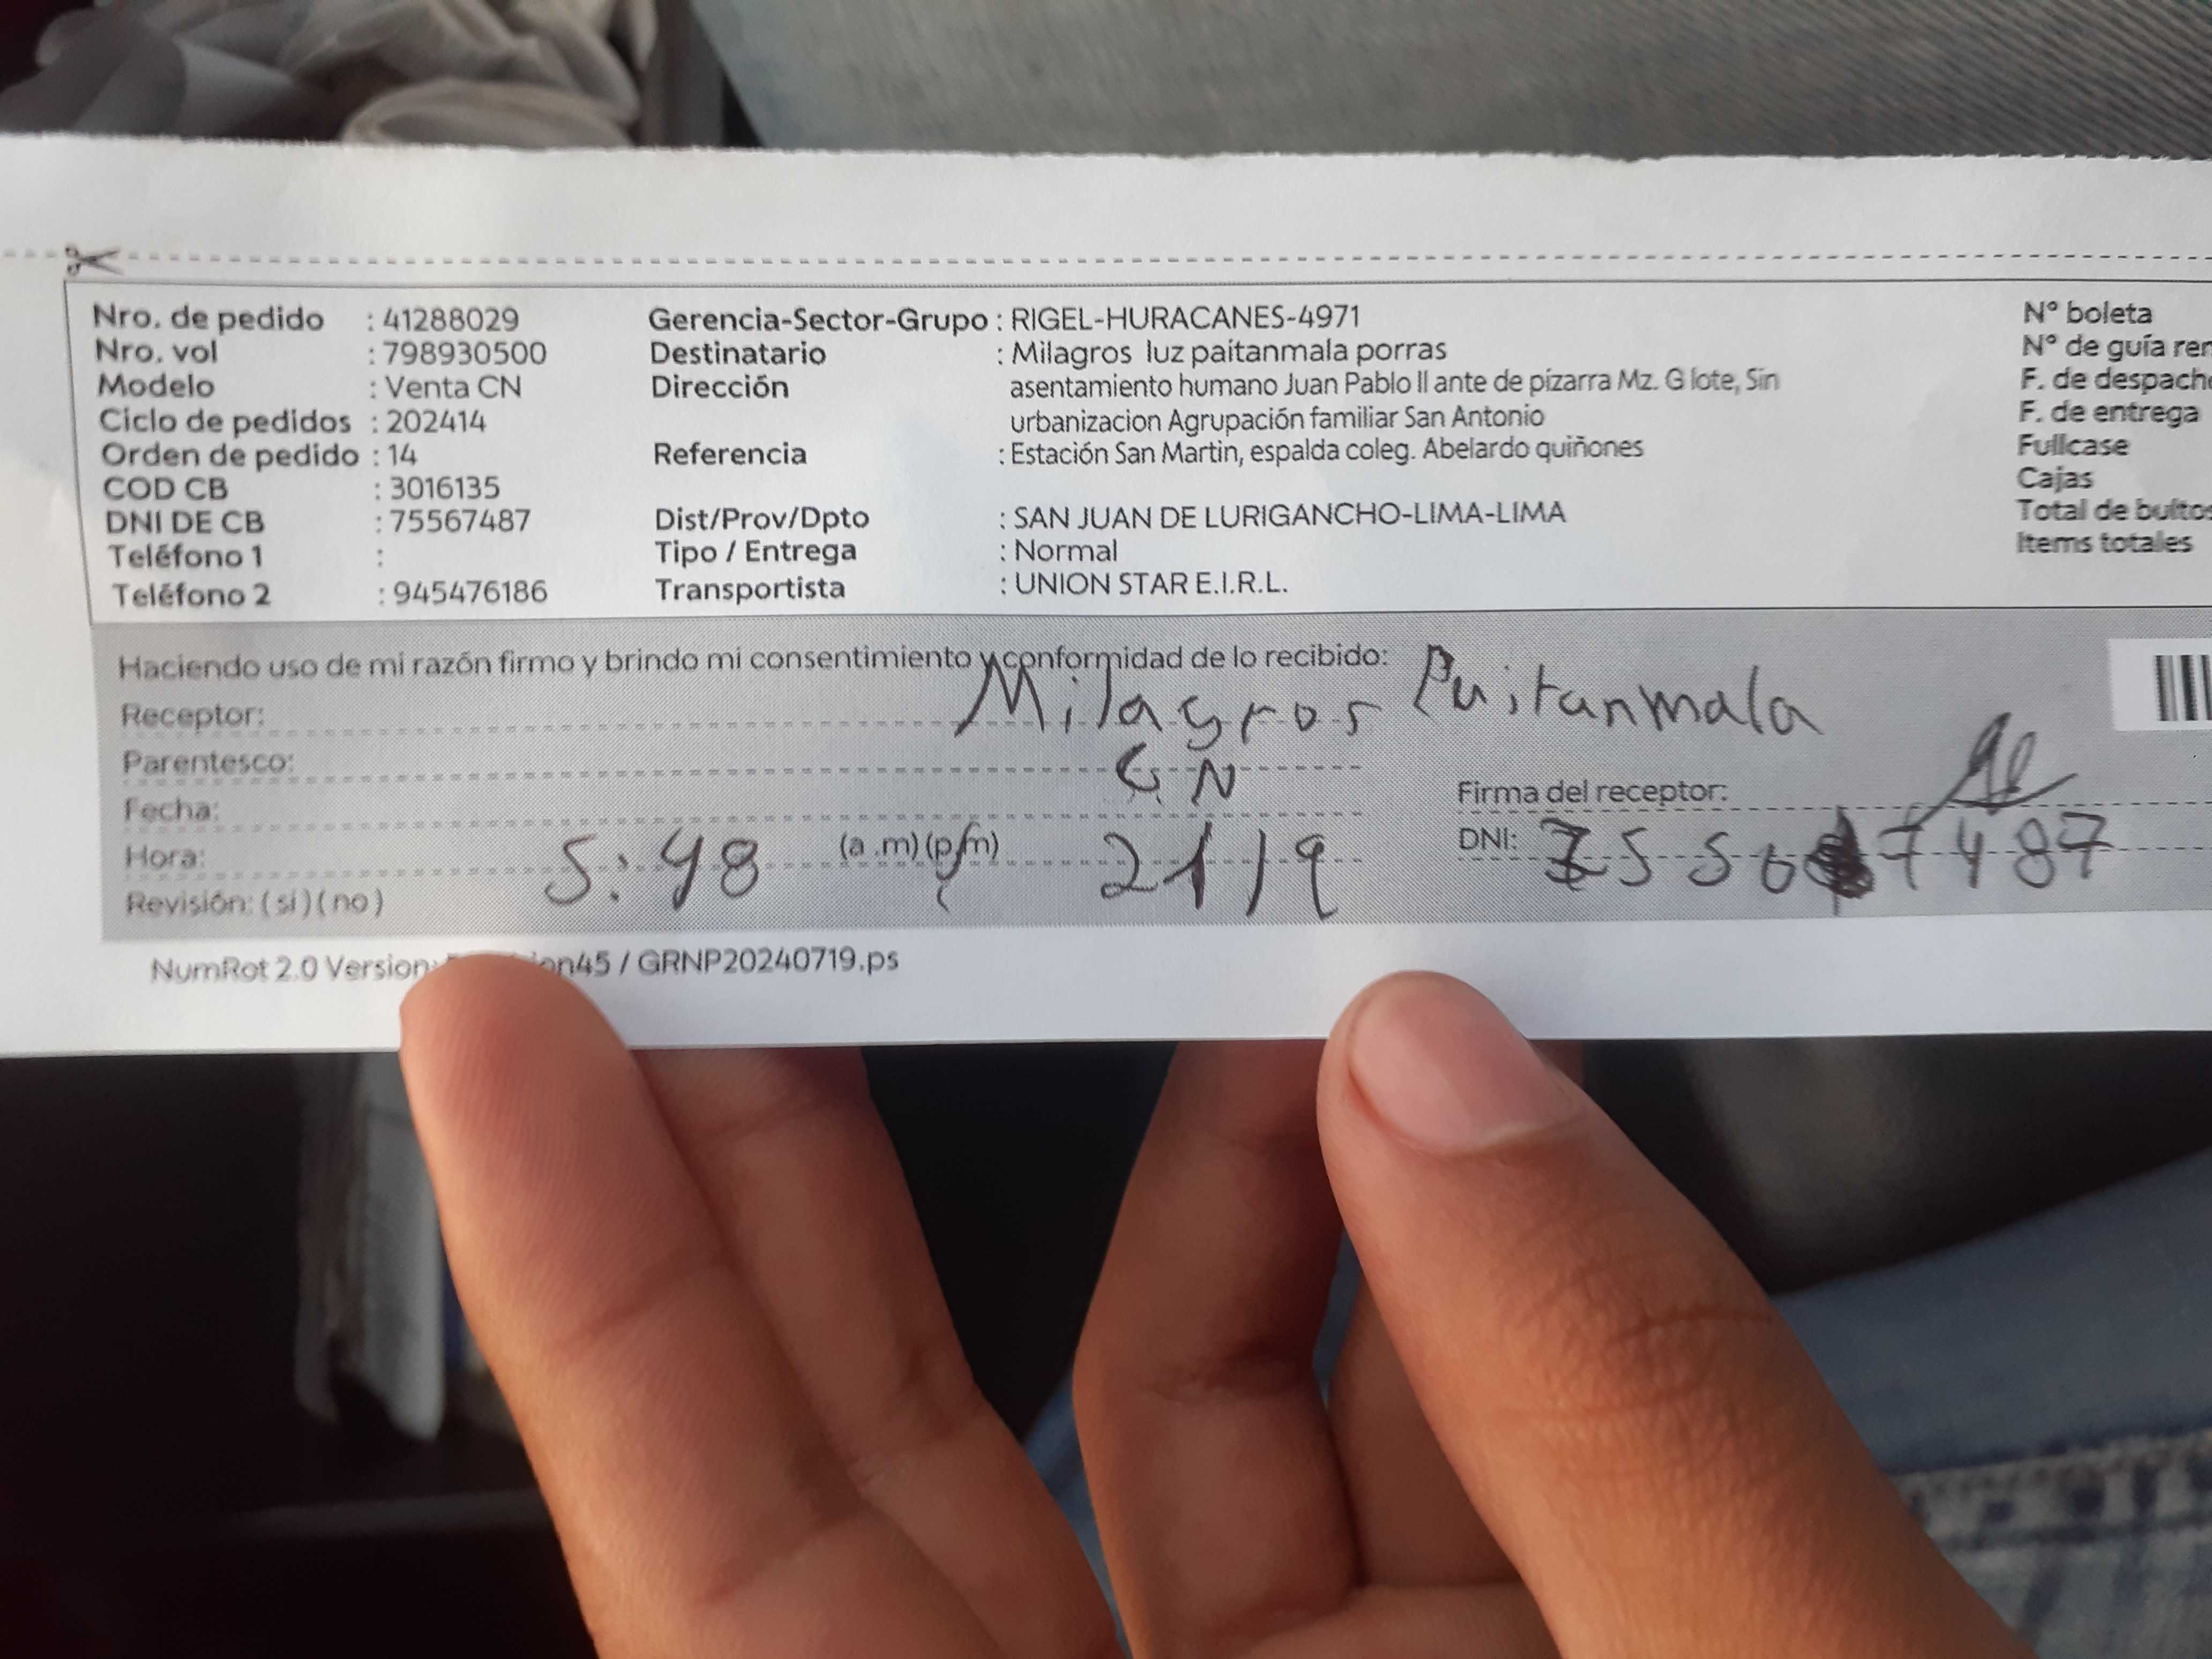 Nro. de pedido : 41288029 Gerencia-Sector-Grupo : RIGEL-HURACANES-4971 N° boleta
Nro. vol : 798930500 Destinatario : Milagros luz paitanmala porras N° de guía rem
Modelo : Venta CN Dirección asentamiento humano Juan Pablo II ante de pizarra Mz. G lote, Sin F. de despacho
Ciclo de pedidos : 202414 urbanizacion Agrupación familiar San Antonio F. de entrega
Orden de pedido : 14 Referencia : Estación San Martin, espalda coleg. Abelardo quiñones Fullcase
COD CB : 3016135 Cajas
DNI DE CB : 75567487 Dist/Prov/Dpto : SAN JUAN DE LURIGANCHO-LIMA-LIMA Total de bultos
Teléfono 1 : Tipo / Entrega : Normal Items totales
Teléfono 2 : 945476186 Transportista : UNION STAR E.I.R.L.
Haciendo uso de mi razón firmo y brindo mi consentimiento y conformidad de lo recibido:
Receptor: Milagros Paitanmala
Parentesco: CN
Fecha: Firma del receptor:
Hora: 5:48 (a .m) (p.m) 21/9 DNI: 7556 7487
Revisión: ( si ) ( no )
NumRot 2.0 Version: on45 / GRNP20240719.ps